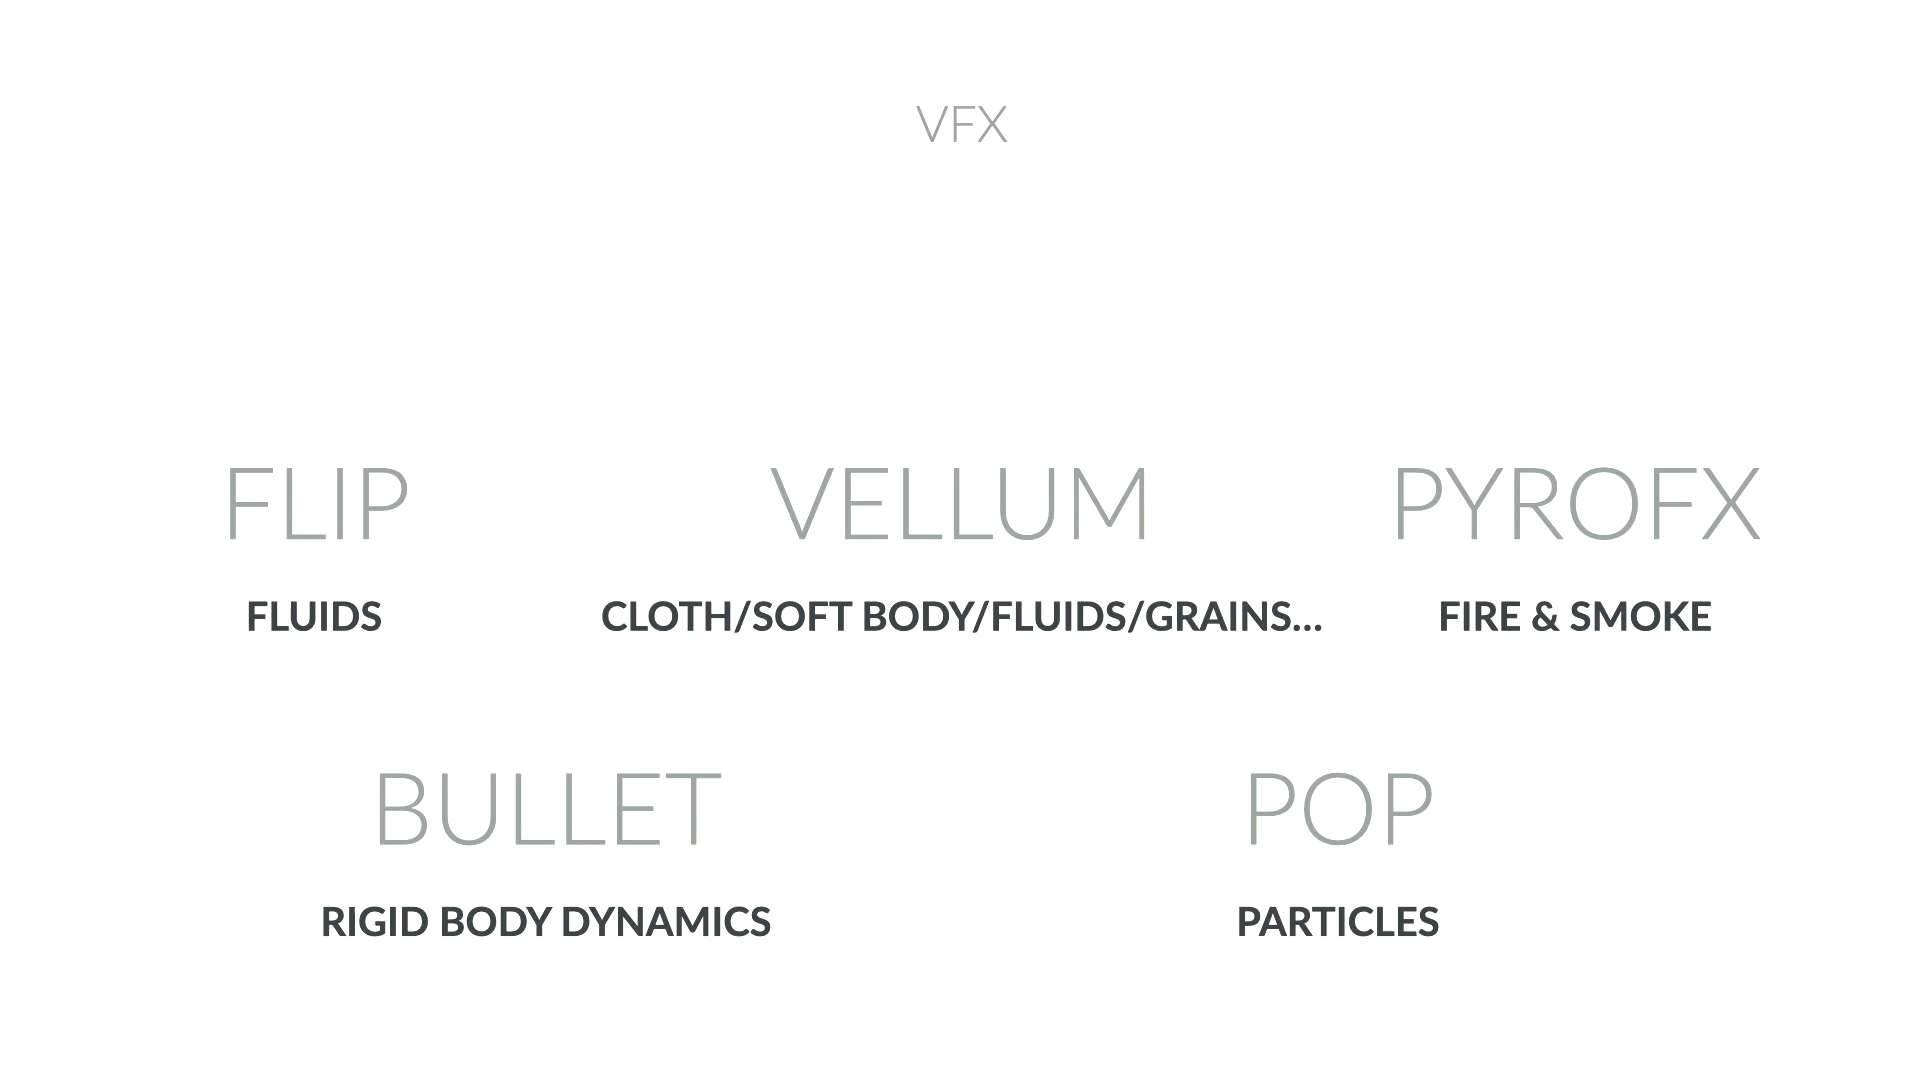 VFX
FLIP
VELLUM
PYROFX
FLUIDS
CLOTH/SOFT BODY/FLUIDS/GRAINS...
FIRE & SMOKE
BULLET
POP
RIGID BODY DYNAMICS
PARTICLES